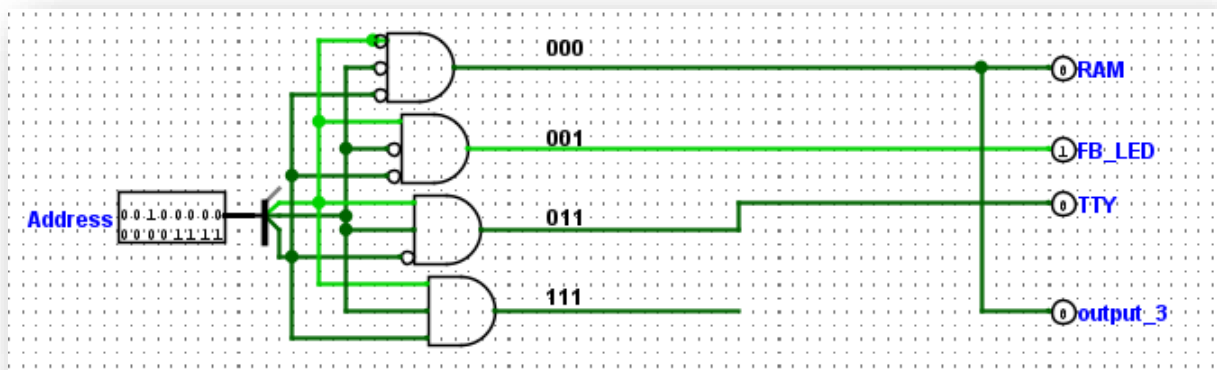 000
0 RAM
001
1 FB_LED
0 TTY
Address
0 0 1 0 0 0 0 0
0 0 0 0 1 1 1 1
011
111
0 output_3